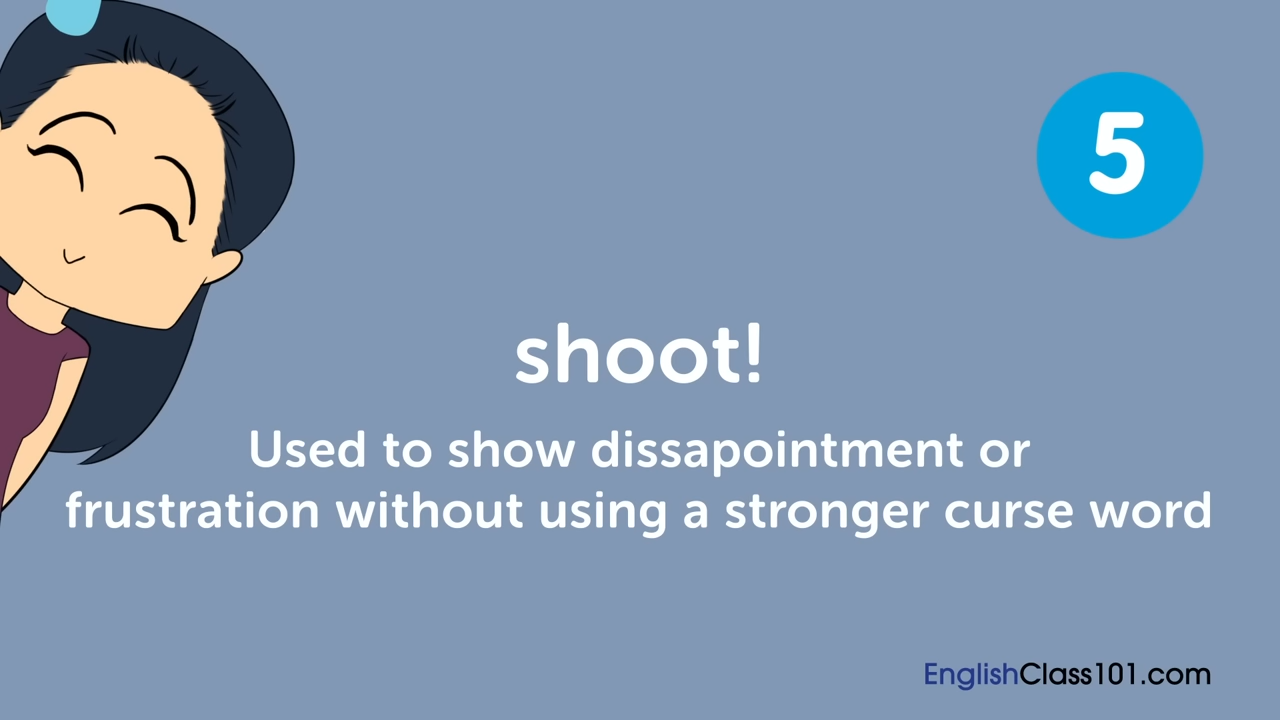 5
shoot!
Used to show dissapointment or
frustration without using a stronger curse word
EnglishClass101.com